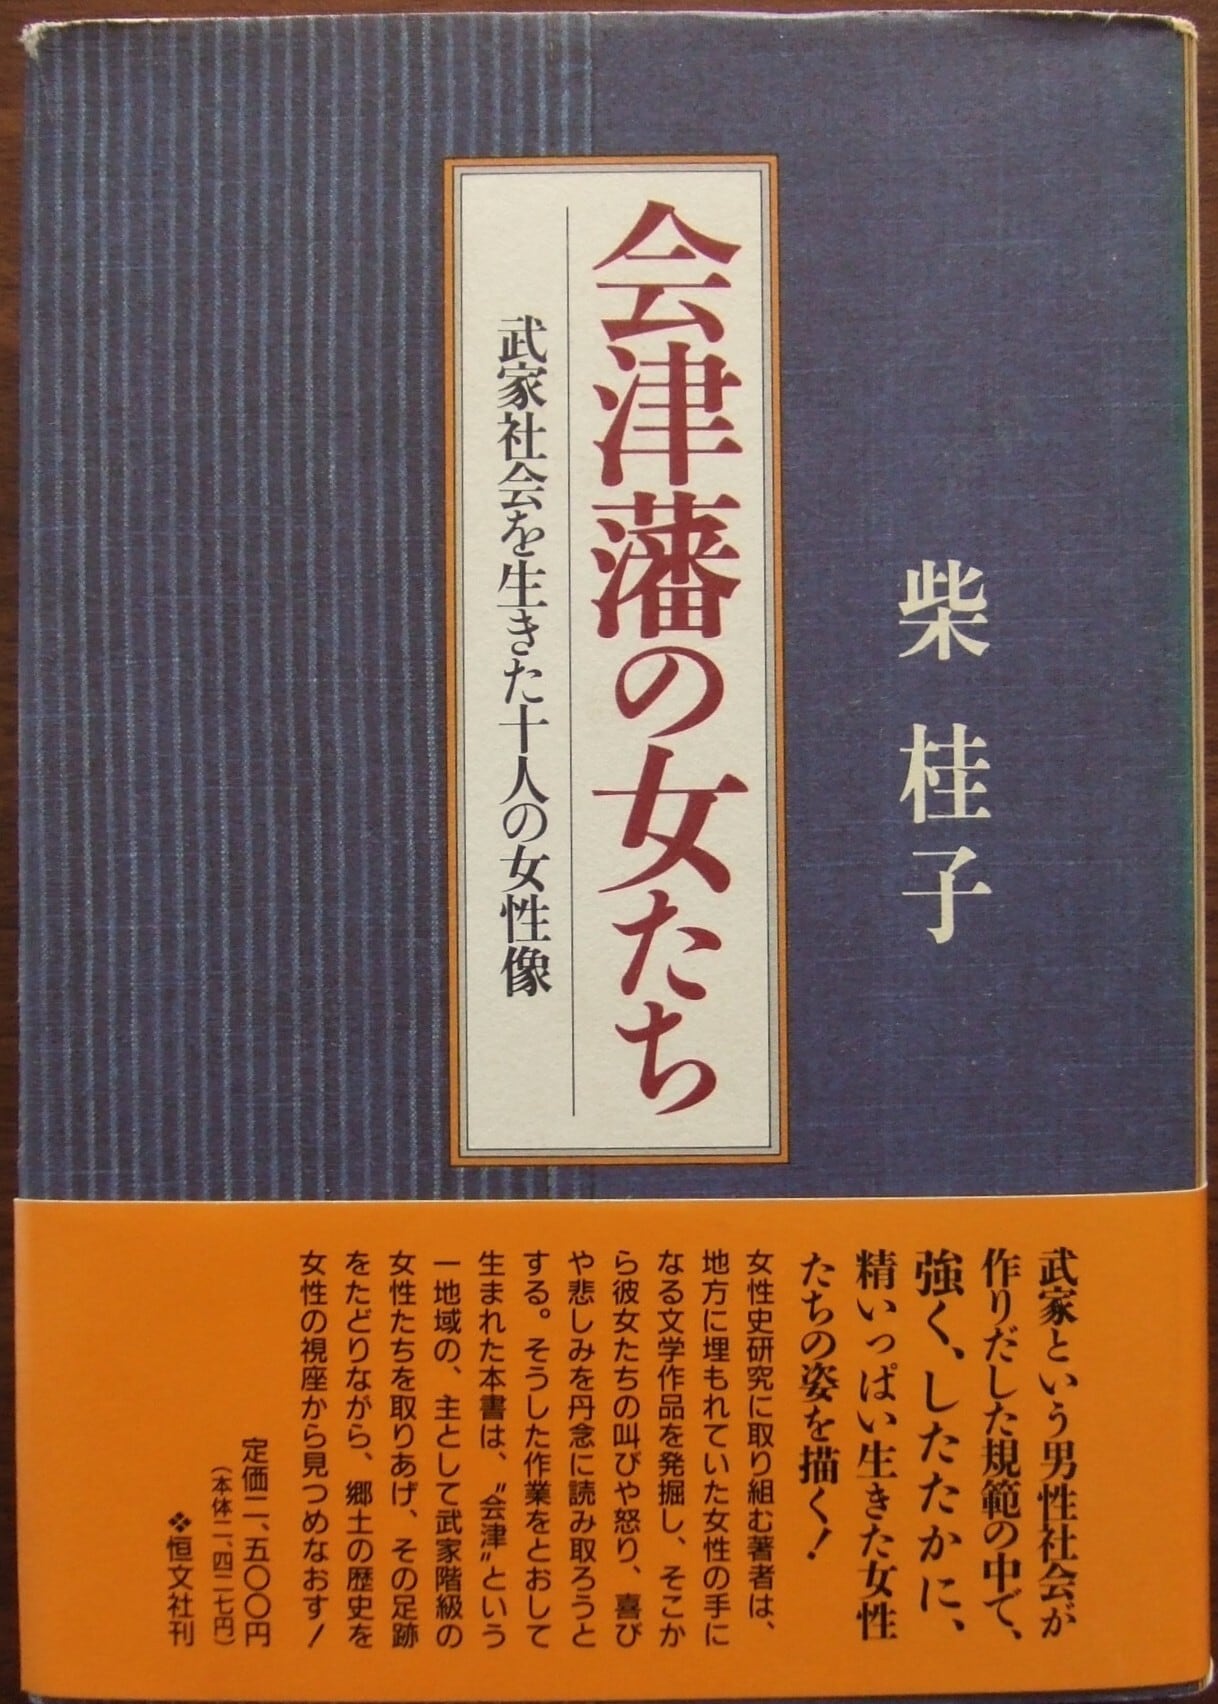 柴 桂子
会津藩の女たち
武家社会を生きた十人の女性像
武家という男性社会が
作りだした規範の中で、
強く、したたかに、
精いっぱい生きた女性
たちの姿を描く！
女性史研究に取り組む著者は、
地方に埋もれていた女性の手に
なる文学作品を発掘し、そこか
ら彼女たちの叫びや怒り、喜び
や悲しみを丹念に読み取ろうと
する。そうした作業をとおして
生まれた本書は、〝会津〟という
一地域の、主として武家階級の
女性たちを取りあげ、その足跡
をたどりながら、郷土の歴史を
女性の視座から見つめなおす！
定価二、五〇〇円
（本体二、四二七円）
❖恒文社刊